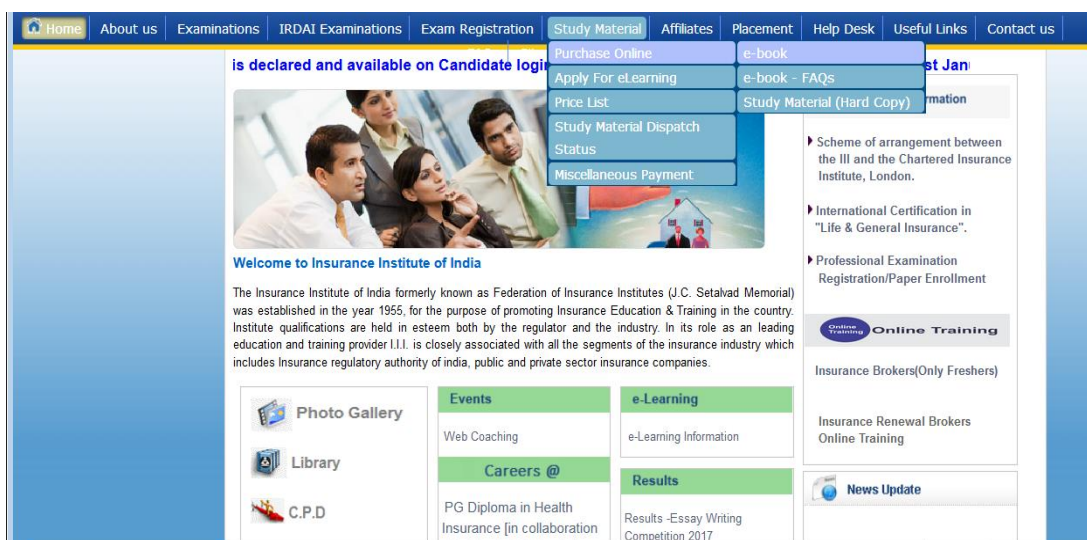 Home About us Examinations IRDAI Examinations Exam Registration Study Material Affiliates Placement Help Desk Useful Links Contact us
is declared and available on Candidate login
Purchase Online
Apply For eLearning
Price List
Study Material Dispatch
Status
Miscellaneous Payment
e-book
e-book - FAQs
Study Material (Hard Copy)
Scheme of arrangement between
the III and the Chartered Insurance
Institute, London.
International Certification in
"Life & General Insurance".
Professional Examination
Registration/Paper Enrollment
Online Training Online Training
Insurance Brokers(Only Freshers)
Insurance Renewal Brokers
Online Training
News Update
Welcome to Insurance Institute of India
The Insurance Institute of India formerly known as Federation of Insurance Institutes (J.C. Setalvad Memorial)
was established in the year 1955, for the purpose of promoting Insurance Education & Training in the country.
Institute qualifications are held in esteem both by the regulator and the industry. In its role as an leading
education and training provider I.I.I. is closely associated with all the segments of the insurance industry which
includes Insurance regulatory authority of india, public and private sector insurance companies.
Photo Gallery
Library
C.P.D
Events
Web Coaching
Careers @
PG Diploma in Health
Insurance [in collaboration
e-Learning
e-Learning Information
Results
Results -Essay Writing
Competition 2017